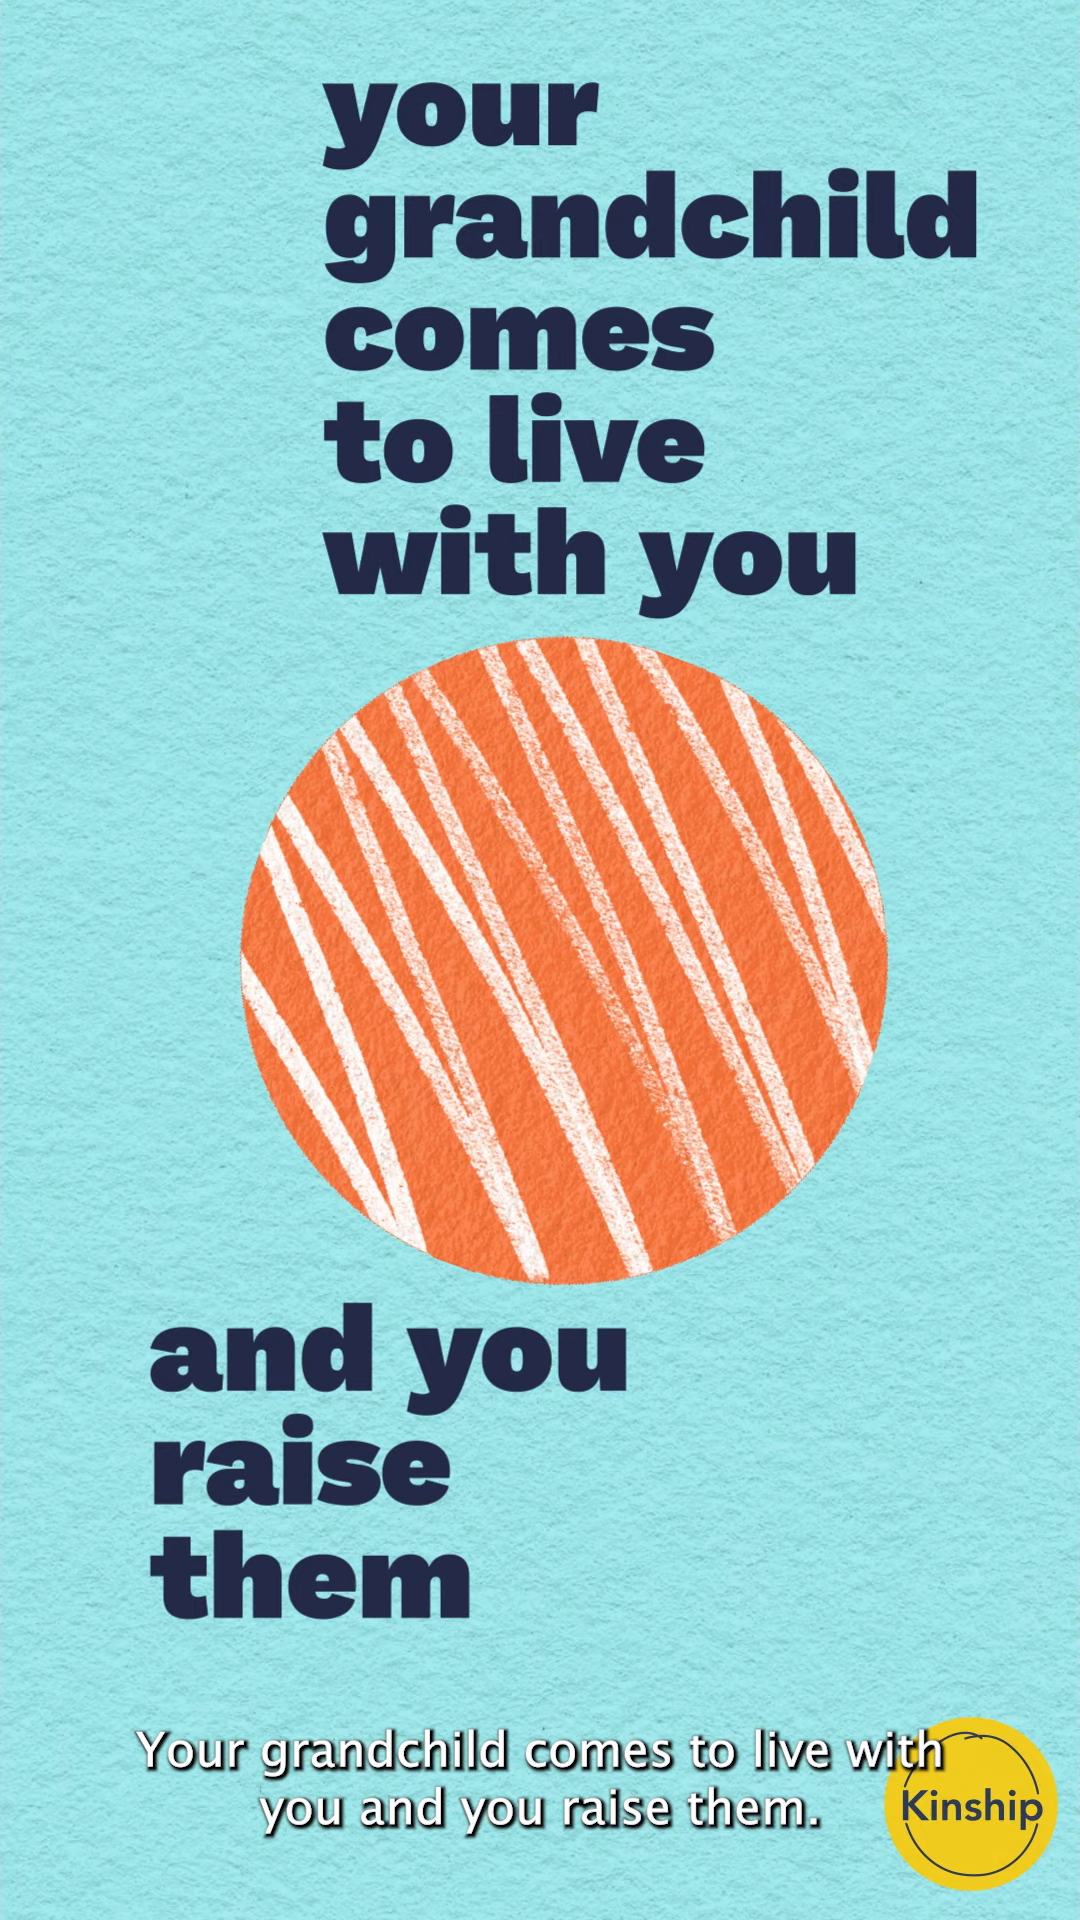 your
grandchild
comes
to live
with you
and you
raise
them
Your grandchild comes to live with
you and you raise them.
Kinship